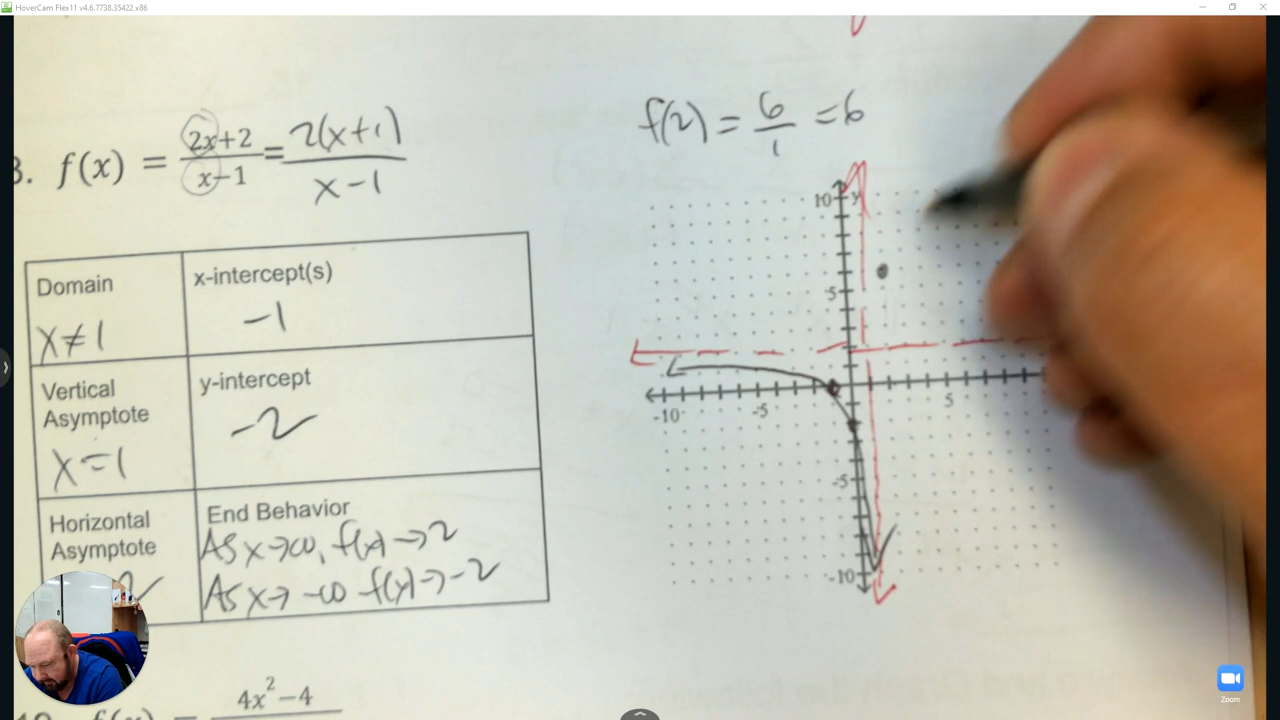 HoverCam Flex11 v4.6.7738.35422 x86
f(2) = 6/1 = 6
3. f(x) = 2x+2/x−1 = 2(x+1)/x−1
Domain
x≠1
x-intercept(s)
−1
Vertical
Asymptote
x=1
y-intercept
−2
Horizontal
Asymptote
End Behavior
As x→∞, f(x)→2
As x→ −∞ f(x)→−2
10 y
5
-10 -5 5
-5
-10
4x²−4
f(x) =
Zoom